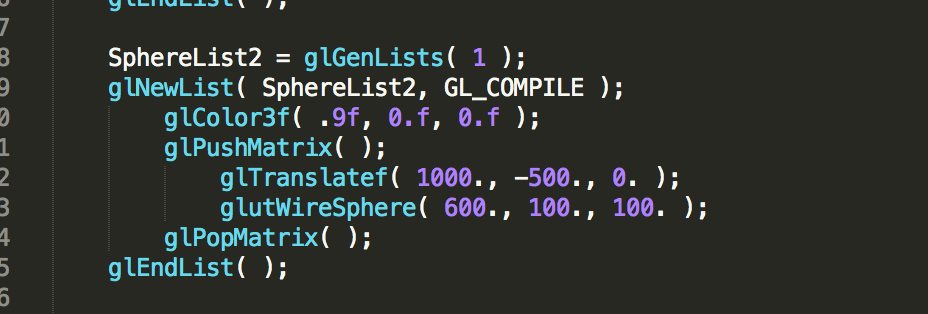 6 glEndList( );
7
8 SphereList2 = glGenLists( 1 );
9 glNewList( SphereList2, GL_COMPILE );
0 glColor3f( .9f, 0.f, 0.f );
1 glPushMatrix( );
2 glTranslatef( 1000., -500., 0. );
3 glutWireSphere( 600., 100., 100. );
4 glPopMatrix( );
5 glEndList( );
6